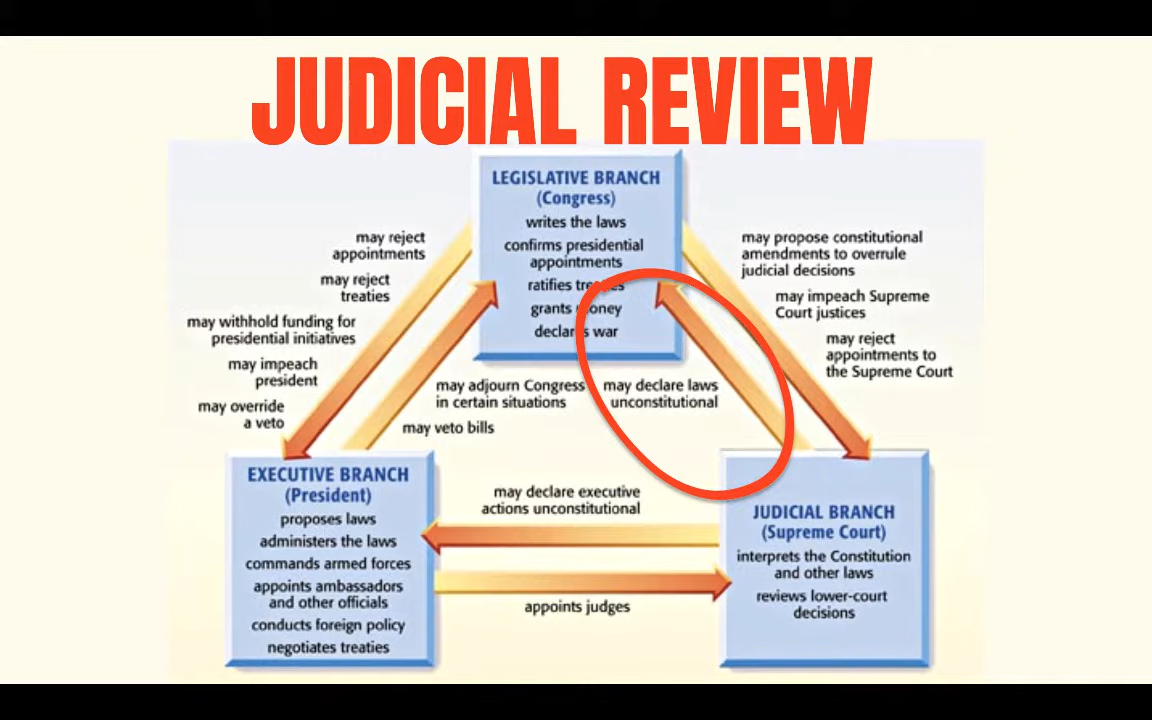 JUDICIAL REVIEW
LEGISLATIVE BRANCH
(Congress)
writes the laws
confirms presidential
appointments
ratifies treaties
grants money
declares war
may reject
appointments
may reject
treaties
may withhold funding for
presidential initiatives
may impeach
president
may override
a veto
may adjourn Congress
in certain situations
may veto bills
may declare laws
unconstitutional
may propose constitutional
amendments to overrule
judicial decisions
may impeach Supreme
Court justices
may reject
appointments to
the Supreme Court
EXECUTIVE BRANCH
(President)
proposes laws
administers the laws
commands armed forces
appoints ambassadors
and other officials
conducts foreign policy
negotiates treaties
may declare executive
actions unconstitutional
appoints judges
JUDICIAL BRANCH
(Supreme Court)
interprets the Constitution
and other laws
reviews lower-court
decisions